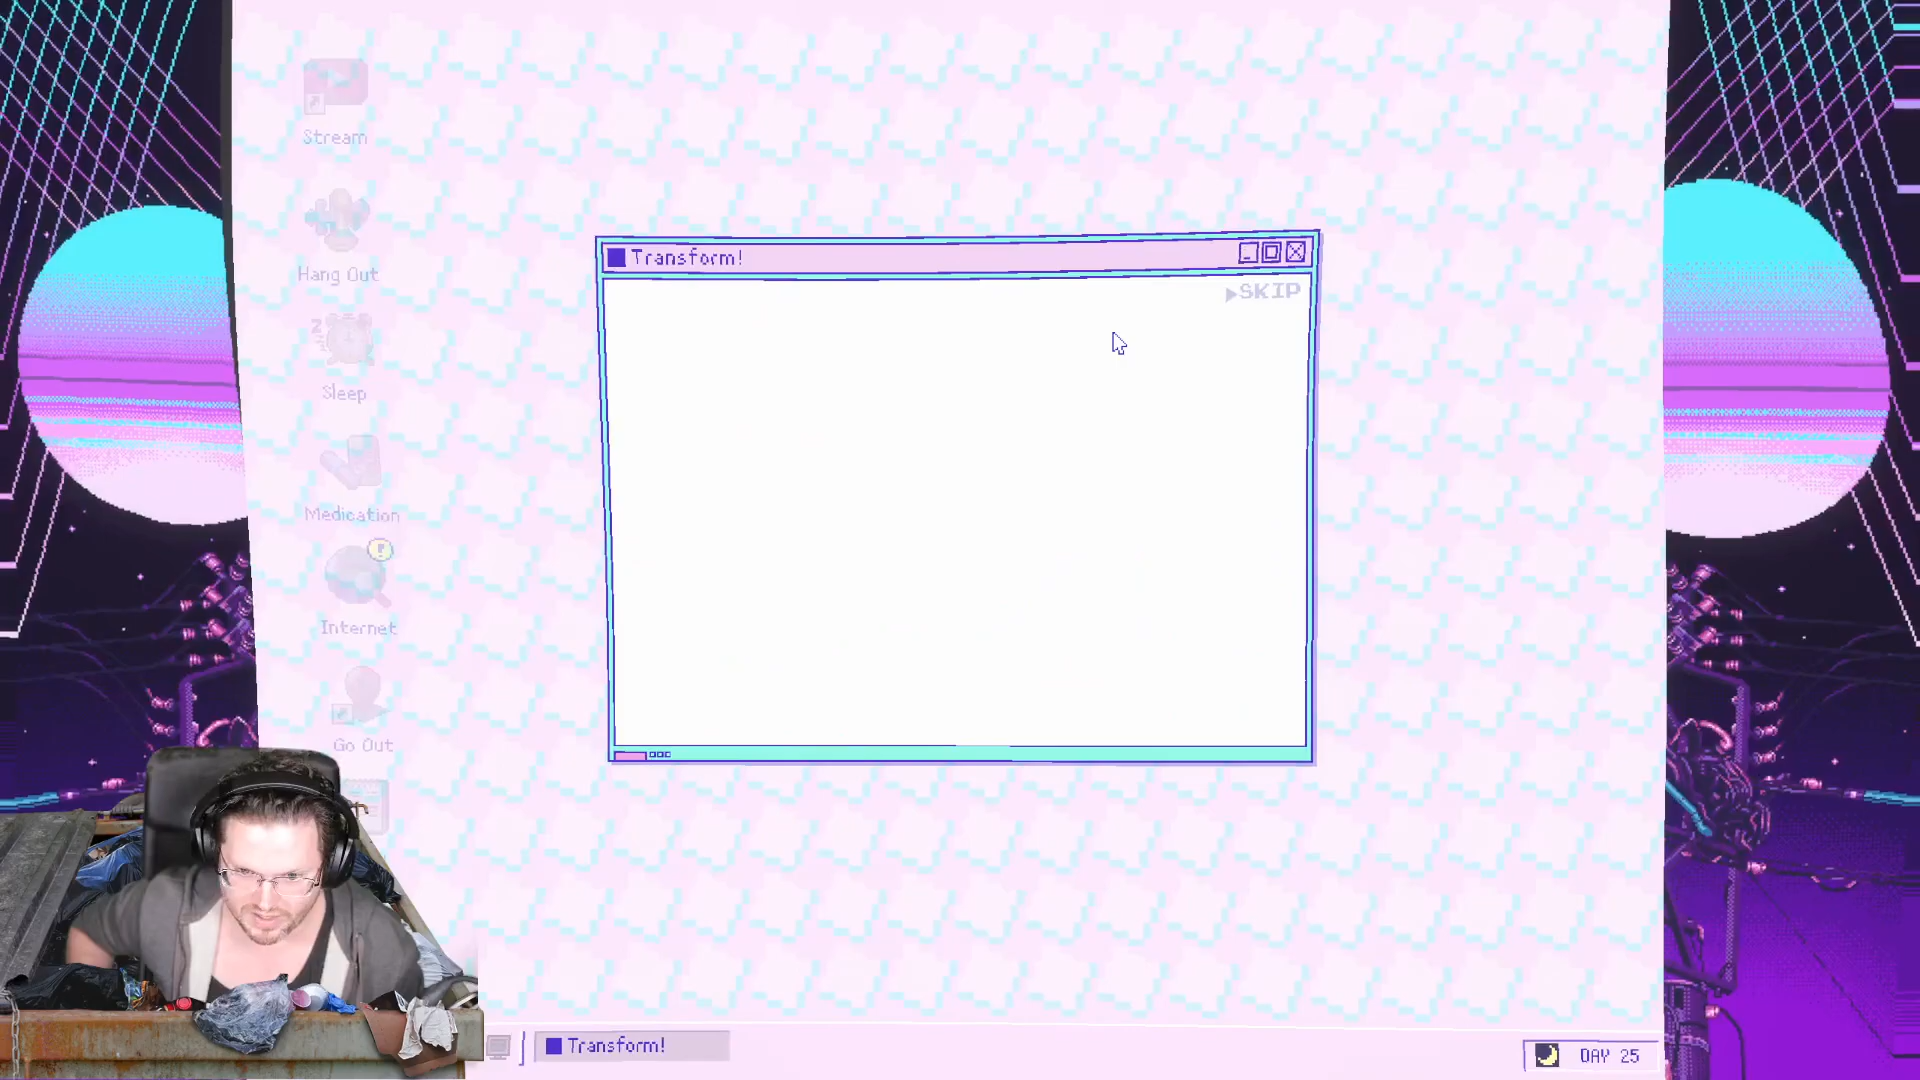 Stream
Hang Out
Sleep
Medication
Internet
Go Out
Transform!
▶SKIP
Transform!
DAY 25